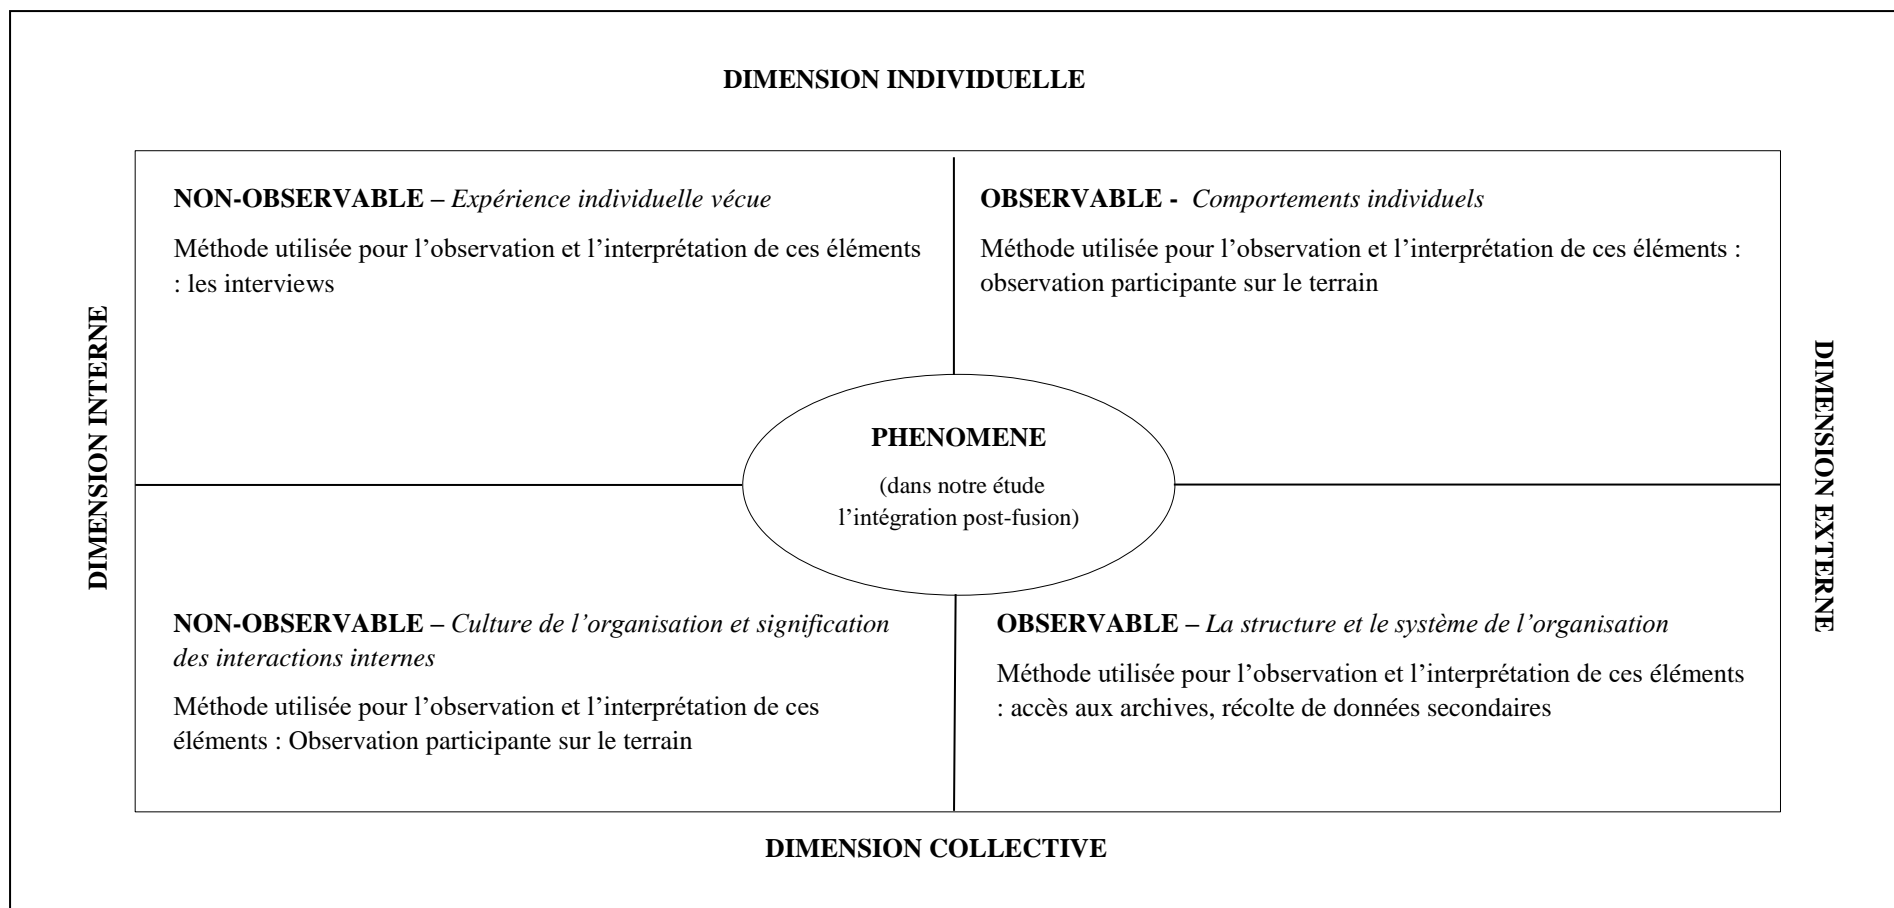 DIMENSION INDIVIDUELLE
NON-OBSERVABLE – Expérience individuelle vécue
Méthode utilisée pour l’observation et l’interprétation de ces éléments
: les interviews
OBSERVABLE - Comportements individuels
Méthode utilisée pour l’observation et l’interprétation de ces éléments :
observation participante sur le terrain
DIMENSION INTERNE
PHENOMENE
(dans notre étude
l’intégration post-fusion)
DIMENSION EXTERNE
NON-OBSERVABLE – Culture de l’organisation et signification
des interactions internes
Méthode utilisée pour l’observation et l’interprétation de ces
éléments : Observation participante sur le terrain
OBSERVABLE – La structure et le système de l’organisation
Méthode utilisée pour l’observation et l’interprétation de ces éléments
: accès aux archives, récolte de données secondaires
DIMENSION COLLECTIVE